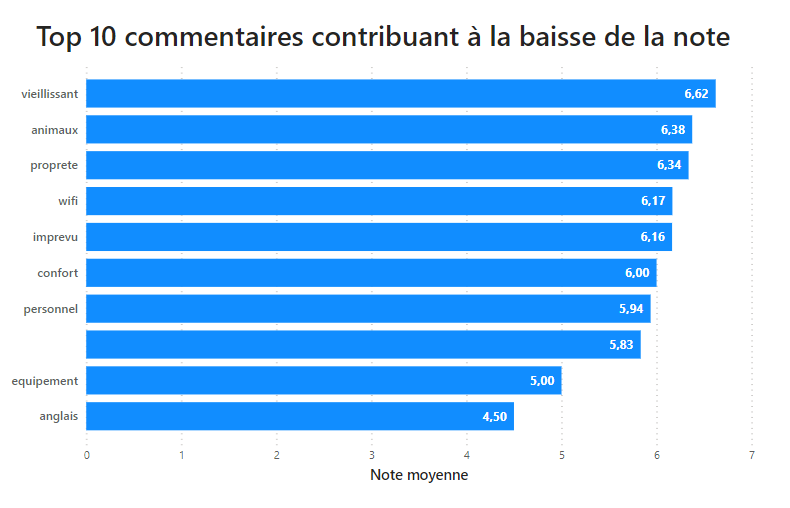 Top 10 commentaires contribuant à la baisse de la note
vieillissant 6,62
animaux 6,38
proprete 6,34
wifi 6,17
imprevu 6,16
confort 6,00
personnel 5,94
5,83
equipement 5,00
anglais 4,50
0 1 2 3 4 5 6 7
Note moyenne